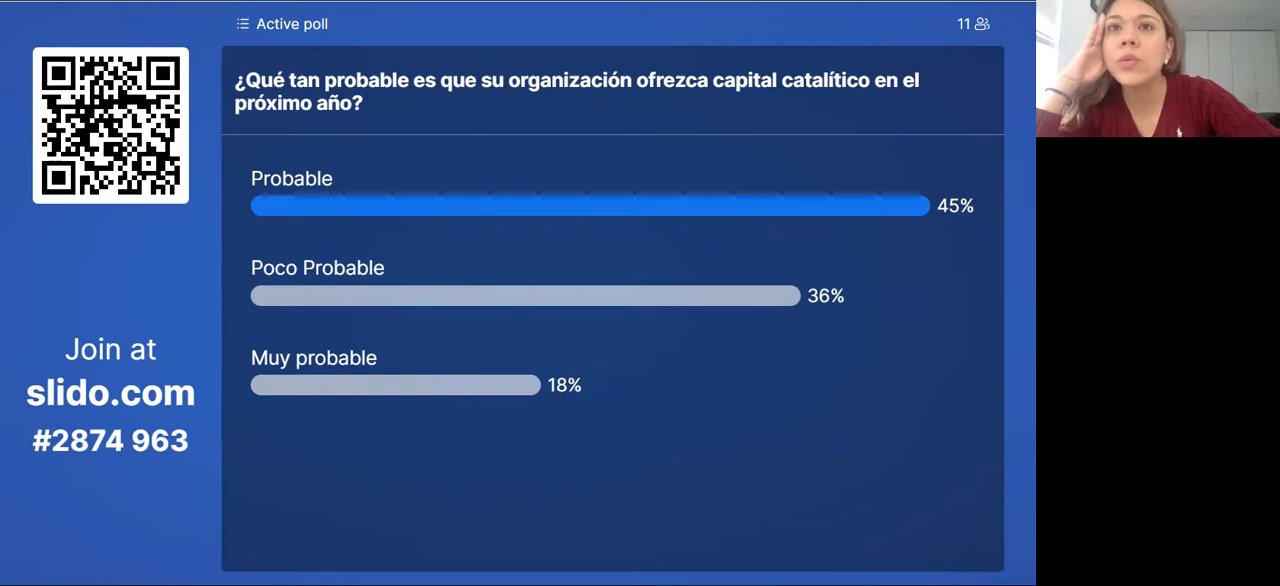 Active poll
11
¿Qué tan probable es que su organización ofrezca capital catalítico en el
próximo año?
Probable
45%
Poco Probable
36%
Muy probable
18%
Join at
slido.com
#2874 963